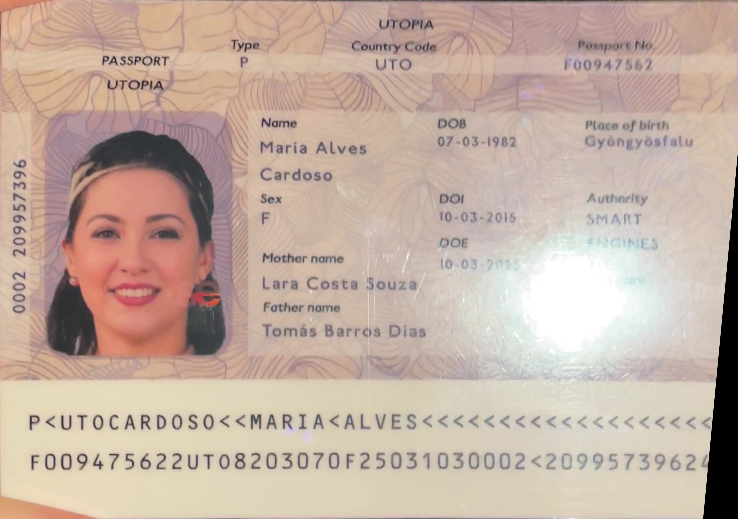 UTOPIA
PASSPORT
UTOPIA
Type
P
Country Code
UTO
Passport No.
F00947562
Name
Maria Alves
Cardoso
DOB
07-03-1982
Place of birth
Gyöngyösfalu
Sex
F
DOI
10-03-2015
Authority
SMART
ENGINES
DOE
10-03-2025
Mother name
Lara Costa Souza
Father name
Tomás Barros Dias
0002 209957396
P<UTOCARDOSO<<MARIA<ALVES<<<<<<<<<<<<<<<<<<<
F009475622UTO8203070F25031030002<20995739624